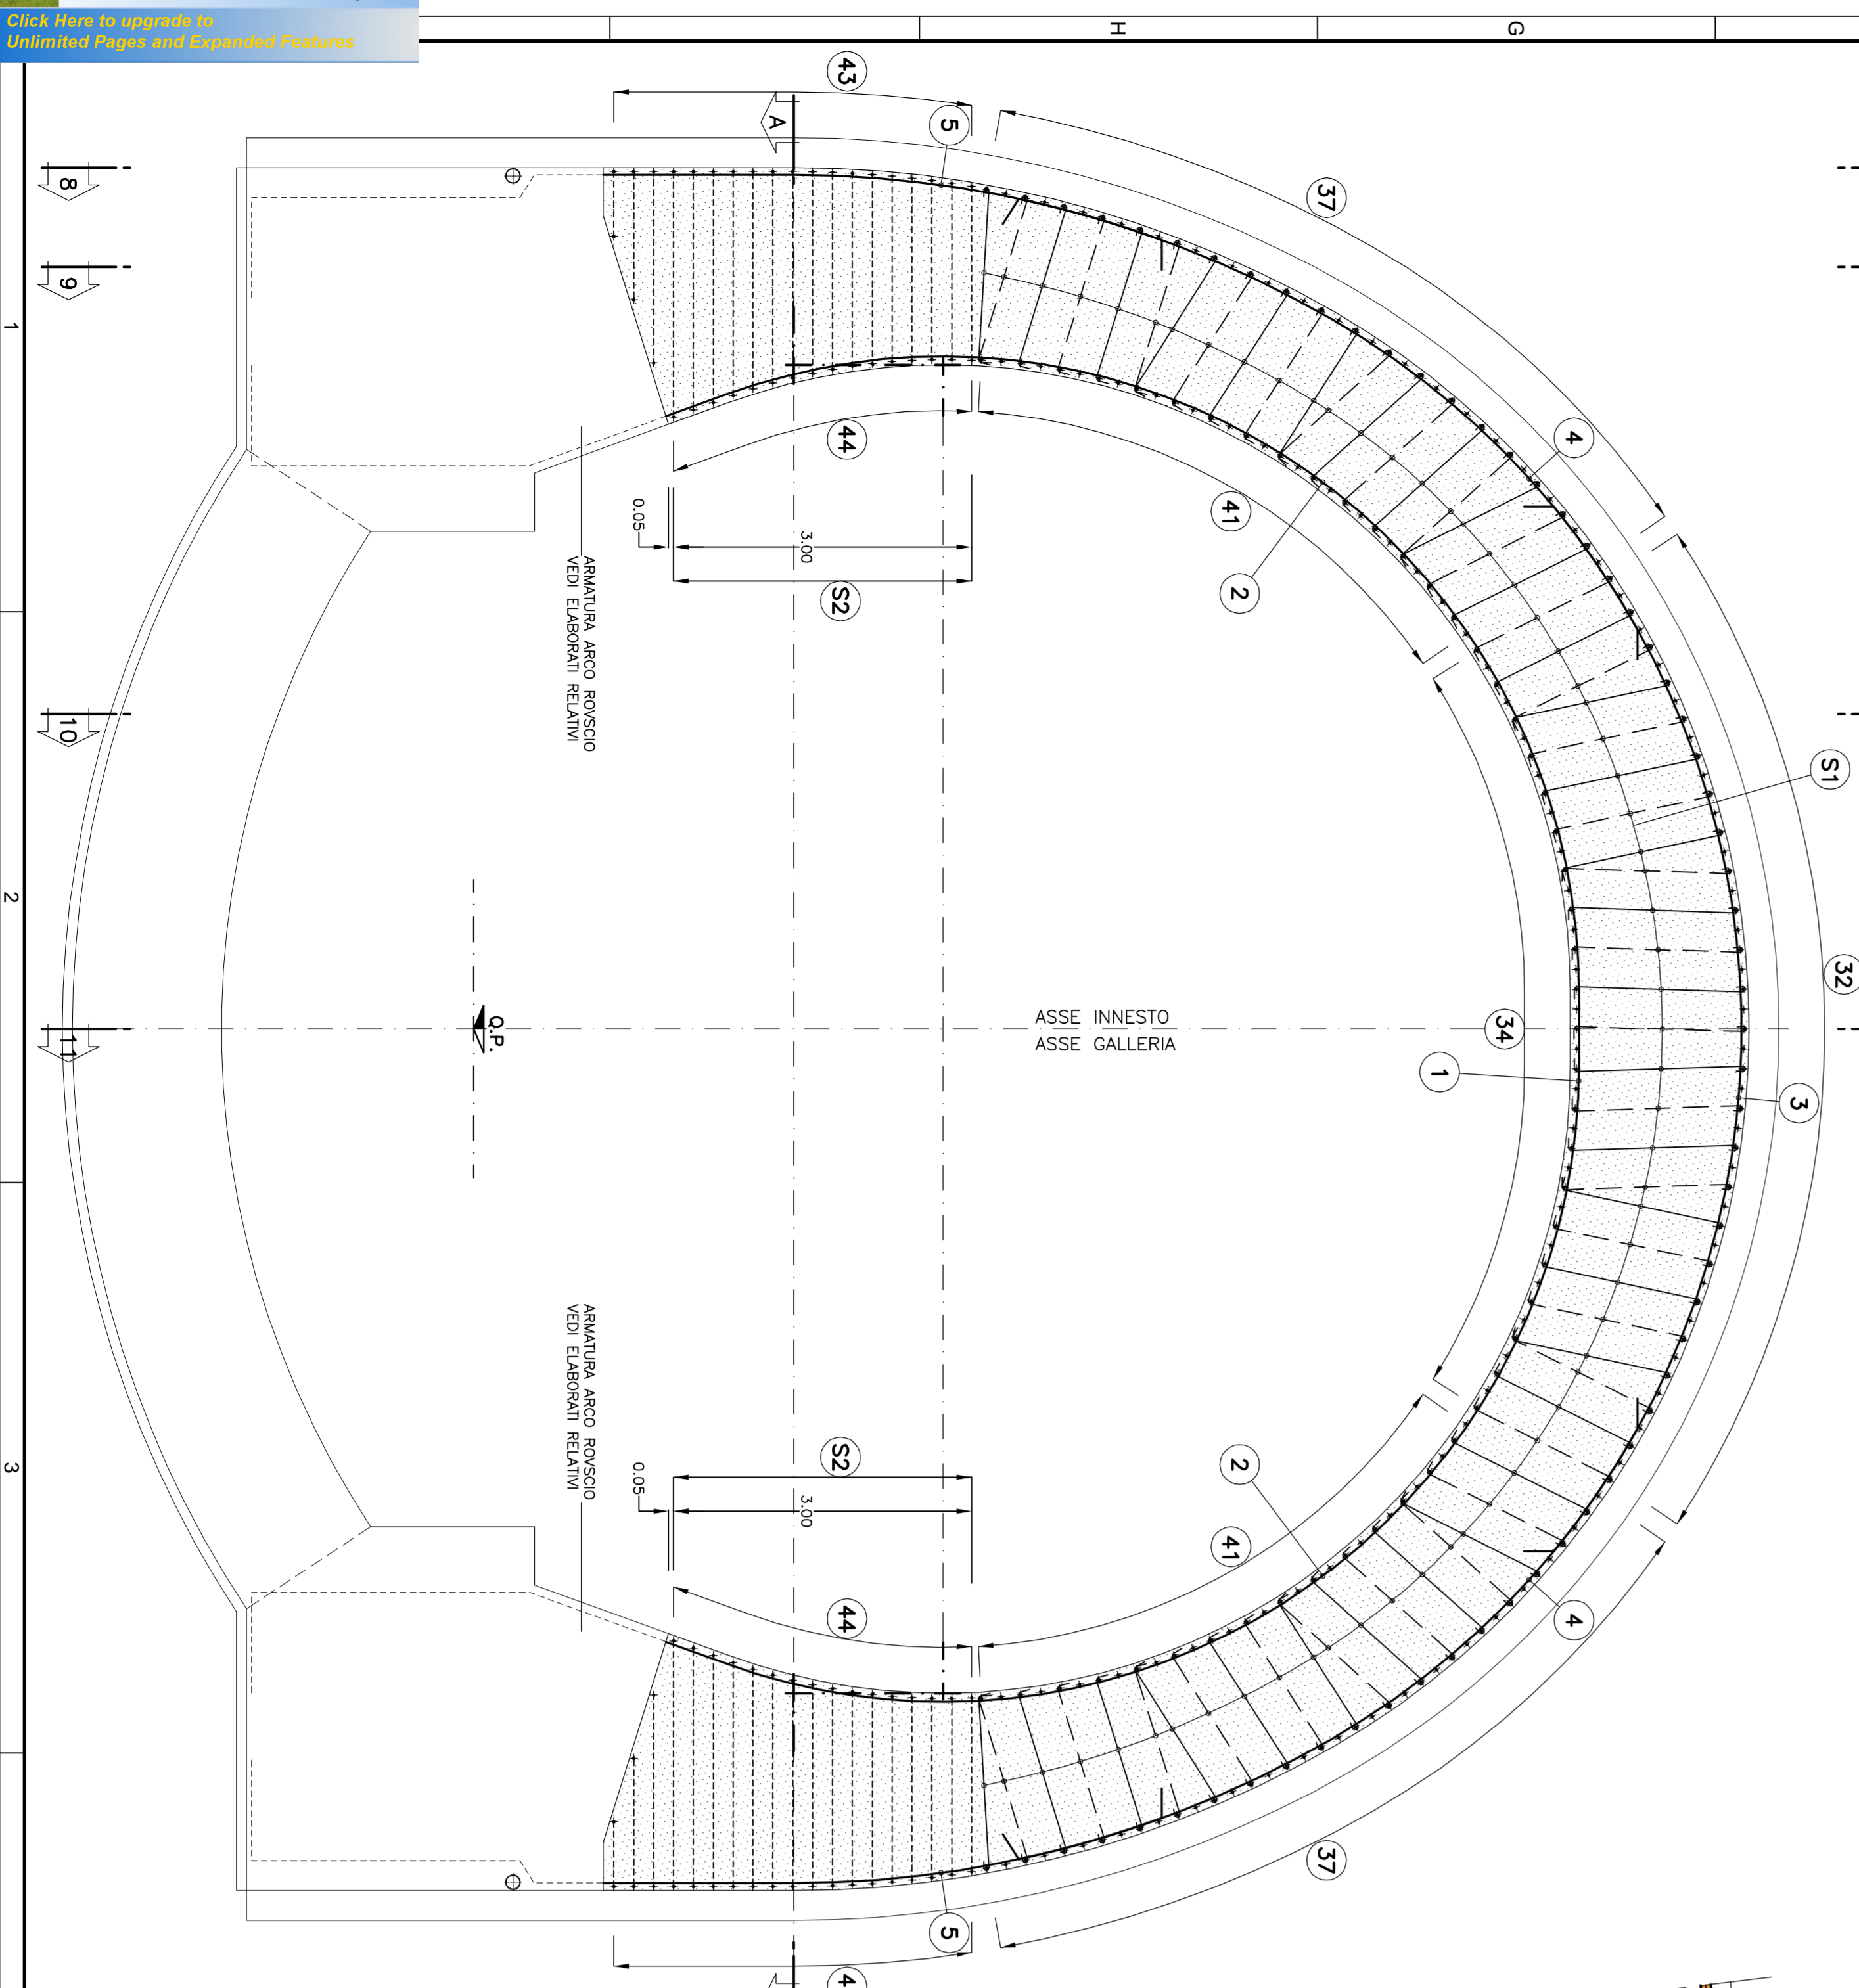 Click Here to upgrade to
Unlimited Pages and Expanded Features
H
G
43
A
5
37
8
9
1
4
44
41
0.05
3.00
2
S2
ARMATURA ARCO ROVSCIO
VEDI ELABORATI RELATIVI
10
S1
2
32
Q.P.
ASSE INNESTO
ASSE GALLERIA
34
11
1
3
ARMATURA ARCO ROVSCIO
VEDI ELABORATI RELATIVI
S2
2
3
0.05
3.00
41
44
4
37
5